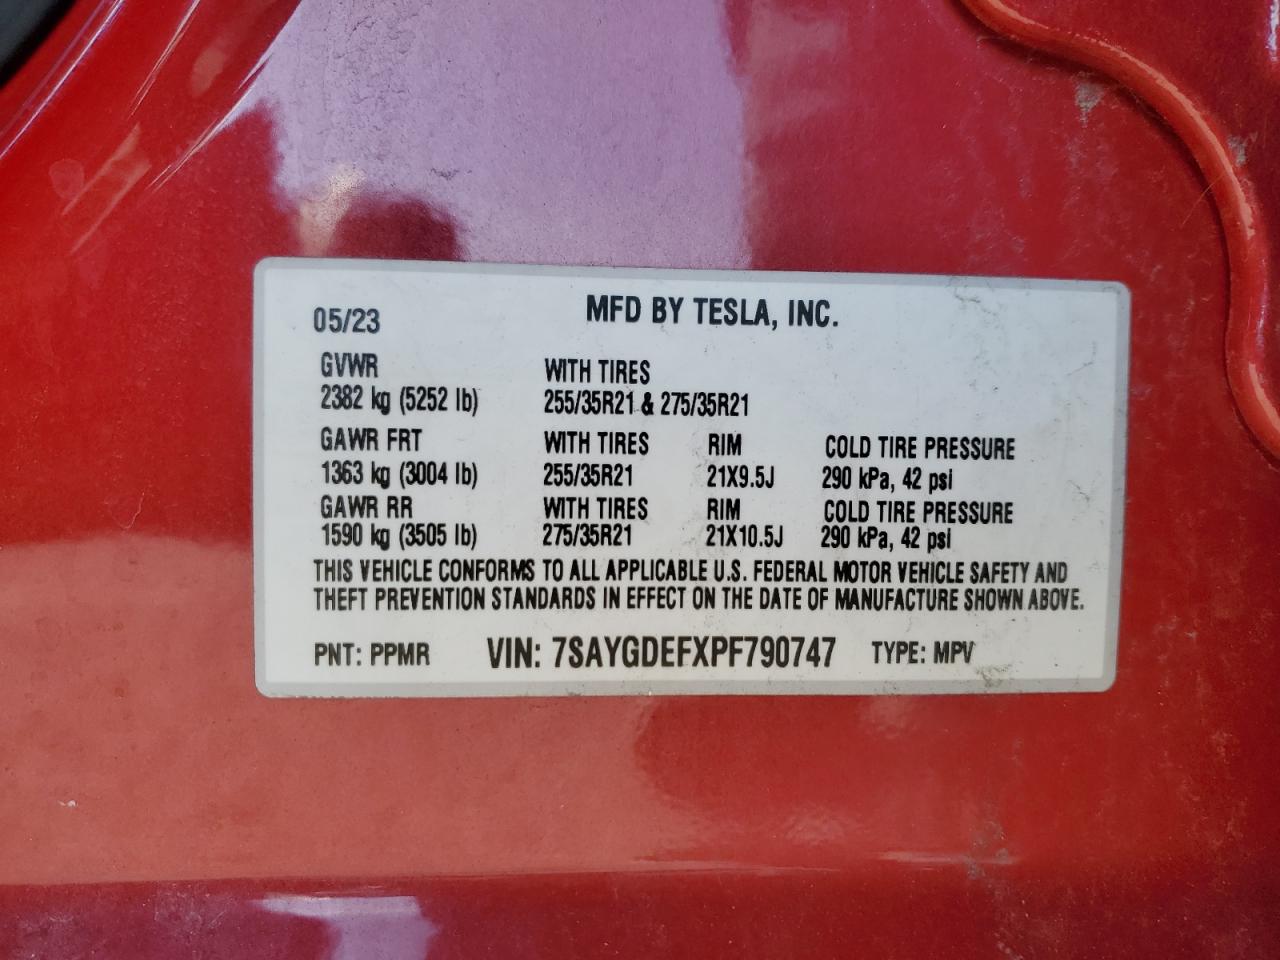 05/23 MFD BY TESLA, INC.
GVWR WITH TIRES
2382 kg (5252 lb) 255/35R21 & 275/35R21
GAWR FRT WITH TIRES RIM COLD TIRE PRESSURE
1363 kg (3004 lb) 255/35R21 21X9.5J 290 kPa, 42 psi
GAWR RR WITH TIRES RIM COLD TIRE PRESSURE
1590 kg (3505 lb) 275/35R21 21X10.5J 290 kPa, 42 psi
THIS VEHICLE CONFORMS TO ALL APPLICABLE U.S. FEDERAL MOTOR VEHICLE SAFETY AND
THEFT PREVENTION STANDARDS IN EFFECT ON THE DATE OF MANUFACTURE SHOWN ABOVE.
PNT: PPMR VIN: 7SAYGDEFXPF790747 TYPE: MPV